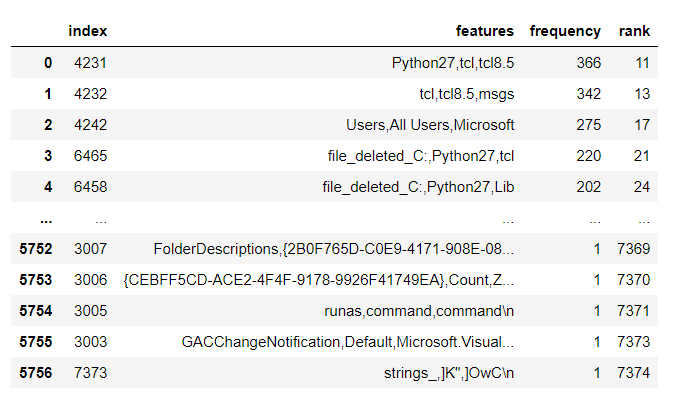 index features frequency rank
0 4231 Python27,tcl,tcl8.5 366 11
1 4232 tcl,tcl8.5,msgs 342 13
2 4242 Users,All Users,Microsoft 275 17
3 6465 file_deleted_C:,Python27,tcl 220 21
4 6458 file_deleted_C:,Python27,Lib 202 24
... ... ... ... ...
5752 3007 FolderDescriptions,{2B0F765D-C0E9-4171-908E-08... 1 7369
5753 3006 {CEBFF5CD-ACE2-4F4F-9178-9926F41749EA},Count,Z... 1 7370
5754 3005 runas,command,command\n 1 7371
5755 3003 GACChangeNotification,Default,Microsoft.Visual... 1 7373
5756 7373 strings_,]K",]OwC\n 1 7374